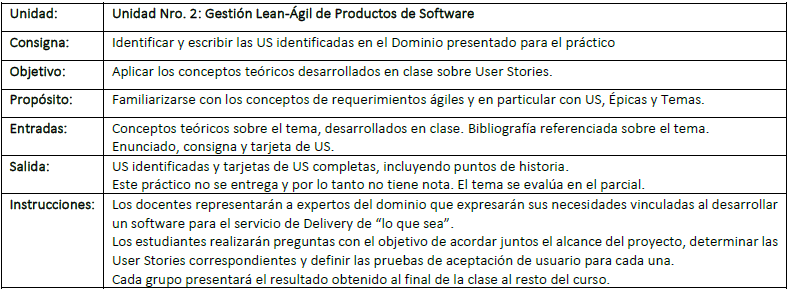 Unidad: Unidad Nro. 2: Gestión Lean-Ágil de Productos de Software
Consigna: Identificar y escribir las US identificadas en el Dominio presentado para el práctico
Objetivo: Aplicar los conceptos teóricos desarrollados en clase sobre User Stories.
Propósito: Familiarizarse con los conceptos de requerimientos ágiles y en particular con US, Épicas y Temas.
Entradas: Conceptos teóricos sobre el tema, desarrollados en clase. Bibliografía referenciada sobre el tema.
Enunciado, consigna y tarjeta de US.
Salida: US identificadas y tarjetas de US completas, incluyendo puntos de historia.
Este práctico no se entrega y por lo tanto no tiene nota. El tema se evalúa en el parcial.
Instrucciones: Los docentes representarán a expertos del dominio que expresarán sus necesidades vinculadas al desarrollar
un software para el servicio de Delivery de “lo que sea”.
Los estudiantes realizarán preguntas con el objetivo de acordar juntos el alcance del proyecto, determinar las
User Stories correspondientes y definir las pruebas de aceptación de usuario para cada una.
Cada grupo presentará el resultado obtenido al final de la clase al resto del curso.